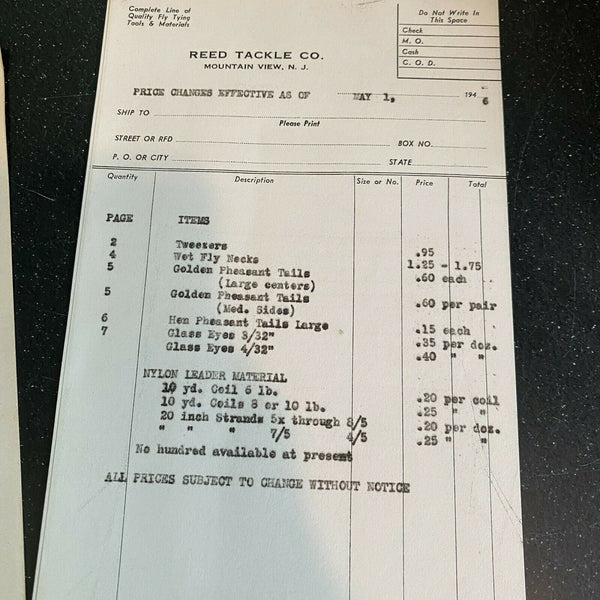 Complete Line of
Quality Fly Tying
Tools & Materials
Do Not Write In
This Space
Check
M. O.
Cash
C. O. D.
REED TACKLE CO.
MOUNTAIN VIEW, N. J.
PRICE CHANGES EFFECTIVE AS OF MAY 1, 194 6
SHIP TO
Please Print
STREET OR RFD BOX NO.
P. O. OR CITY STATE
Quantity Description Size or No. Price Total
PAGE ITEMS
2 Tweezers .95
4 Wet Fly Necks 1.25 - 1.75
5 Golden Pheasant Tails .60 each
(Large centers)
5 Golden Pheasant Tails .60 per pair
(Med. Sides)
6 Hen Pheasant Tails Large .15 each
7 Glass Eyes 3/32" .35 per doz.
Glass Eyes 4/32" .40 " "
NYLON LEADER MATERIAL
10 yd. Coil 6 lb. .20 per coil
10 yd. Coils 8 or 10 lb. .25 " "
20 inch Strands 5x through 8/5 .20 per doz.
" " " 7/5 4/5 .25 " "
No hundred available at present
ALL PRICES SUBJECT TO CHANGE WITHOUT NOTICE